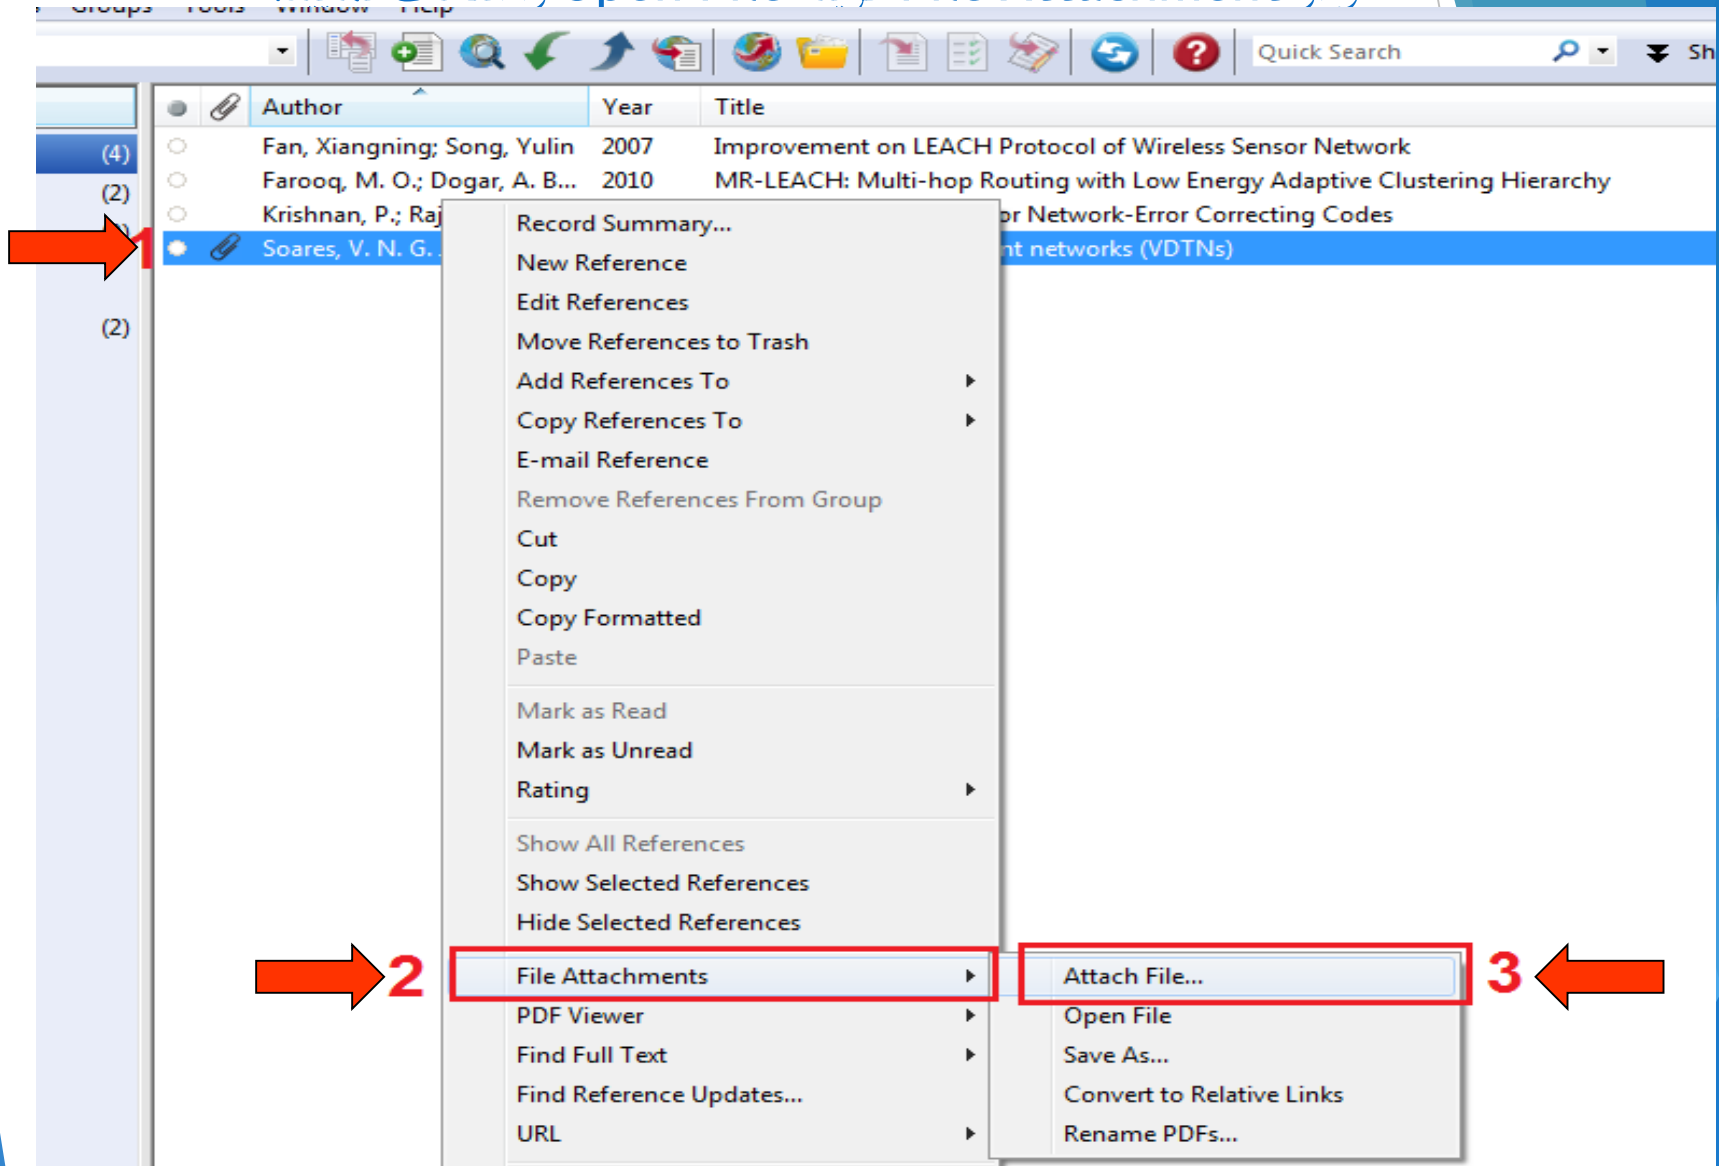 Groups Tools Window Help
Quick Search Sh
Author Year Title
(4)
Fan, Xiangning; Song, Yulin 2007 Improvement on LEACH Protocol of Wireless Sensor Network
(2)
Farooq, M. O.; Dogar, A. B... 2010 MR-LEACH: Multi-hop Routing with Low Energy Adaptive Clustering Hierarchy
Krishnan, P.; Raj or Network-Error Correcting Codes
1
Soares, V. N. G. nt networks (VDTNs)
(2)
Record Summary...
New Reference
Edit References
Move References to Trash
Add References To
Copy References To
E-mail Reference
Remove References From Group
Cut
Copy
Copy Formatted
Paste
Mark as Read
Mark as Unread
Rating
Show All References
Show Selected References
Hide Selected References
2 File Attachments Attach File... 3
PDF Viewer Open File
Find Full Text Save As...
Find Reference Updates... Convert to Relative Links
URL Rename PDFs...